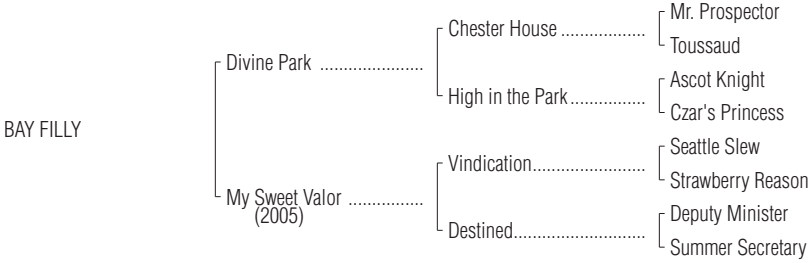 Mr. Prospector
Chester House ..................
Toussaud
Divine Park ......................
Ascot Knight
High in the Park................
Czar's Princess
BAY FILLY
Seattle Slew
Vindication........................
Strawberry Reason
My Sweet Valor ................
(2005)
Deputy Minister
Destined............................
Summer Secretary